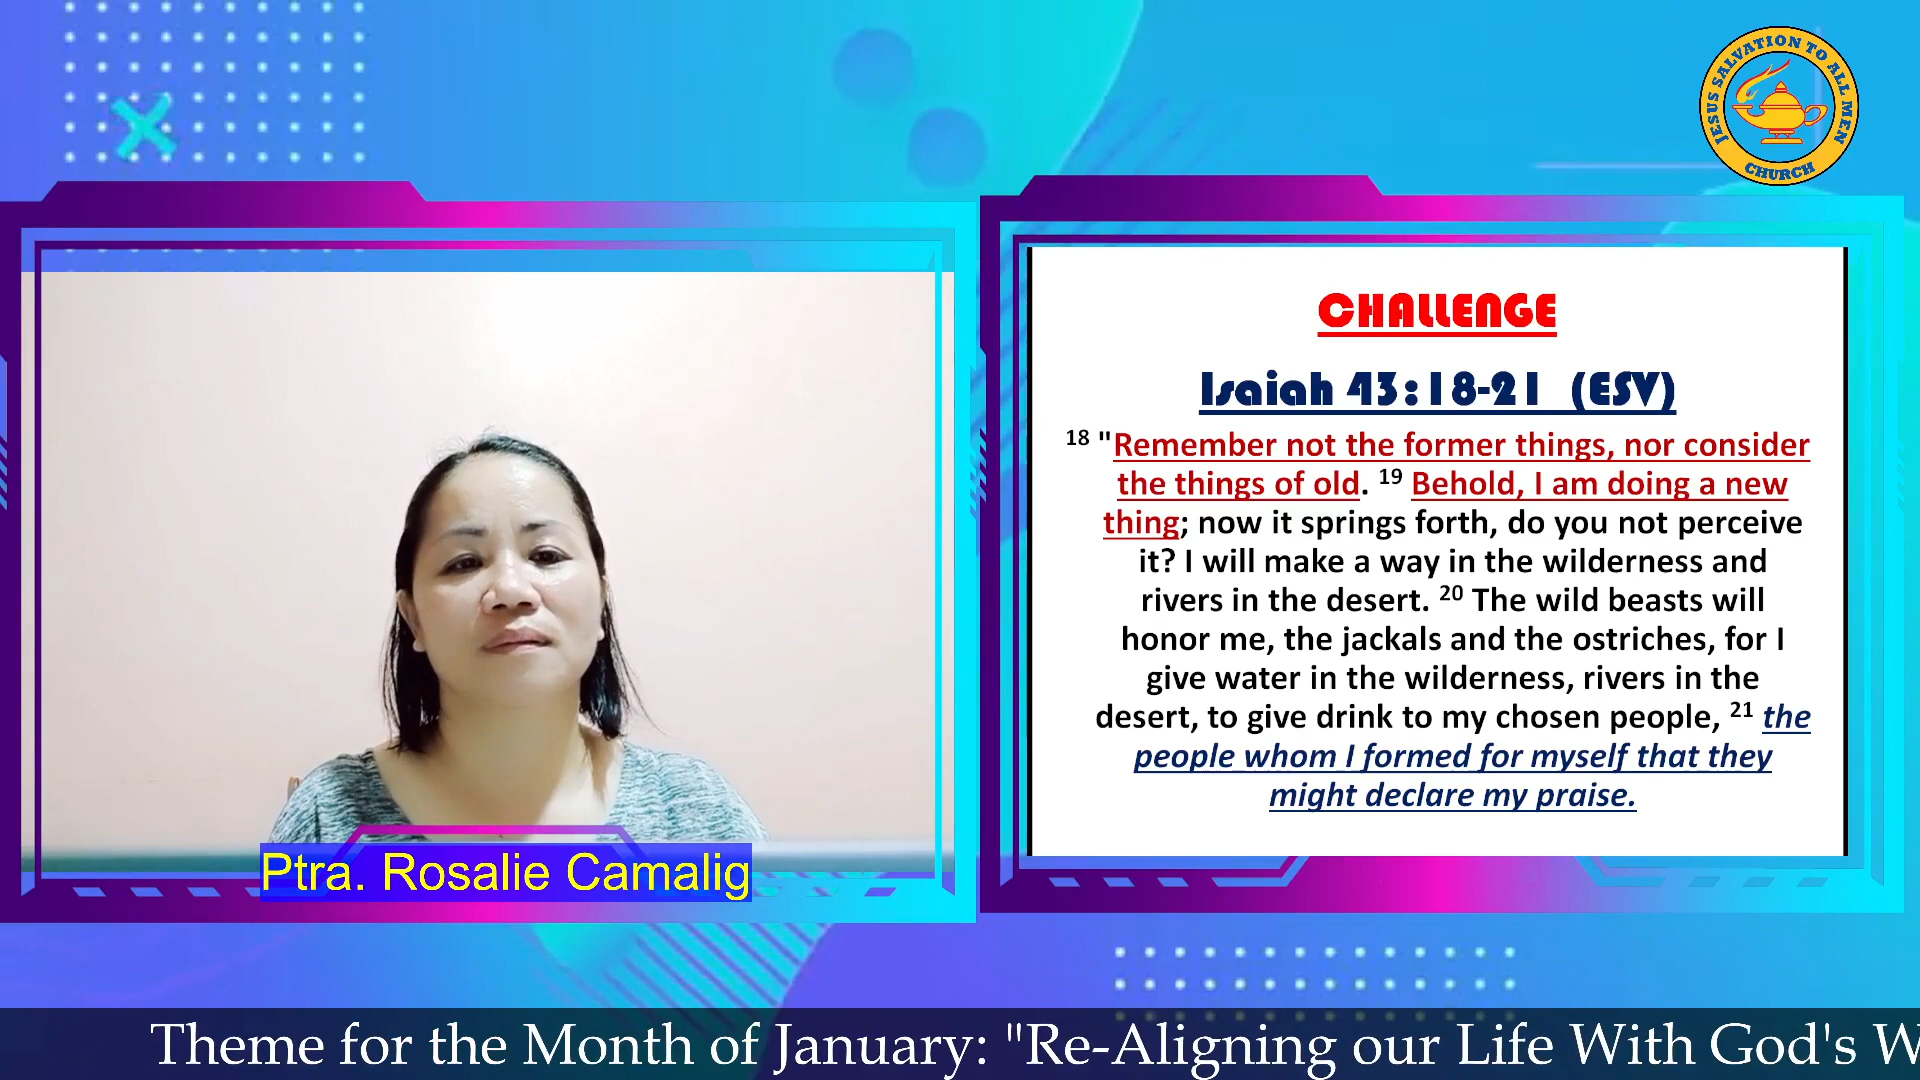 JESUS SALVATION TO ALL MEN
CHURCH
CHALLENGE
Isaiah 43:18-21 (ESV)
18 "Remember not the former things, nor consider
the things of old. 19 Behold, I am doing a new
thing; now it springs forth, do you not perceive
it? I will make a way in the wilderness and
rivers in the desert. 20 The wild beasts will
honor me, the jackals and the ostriches, for I
give water in the wilderness, rivers in the
desert, to give drink to my chosen people, 21 the
people whom I formed for myself that they
might declare my praise.
Ptra. Rosalie Camalig
Theme for the Month of January: "Re-Aligning our Life With God's W